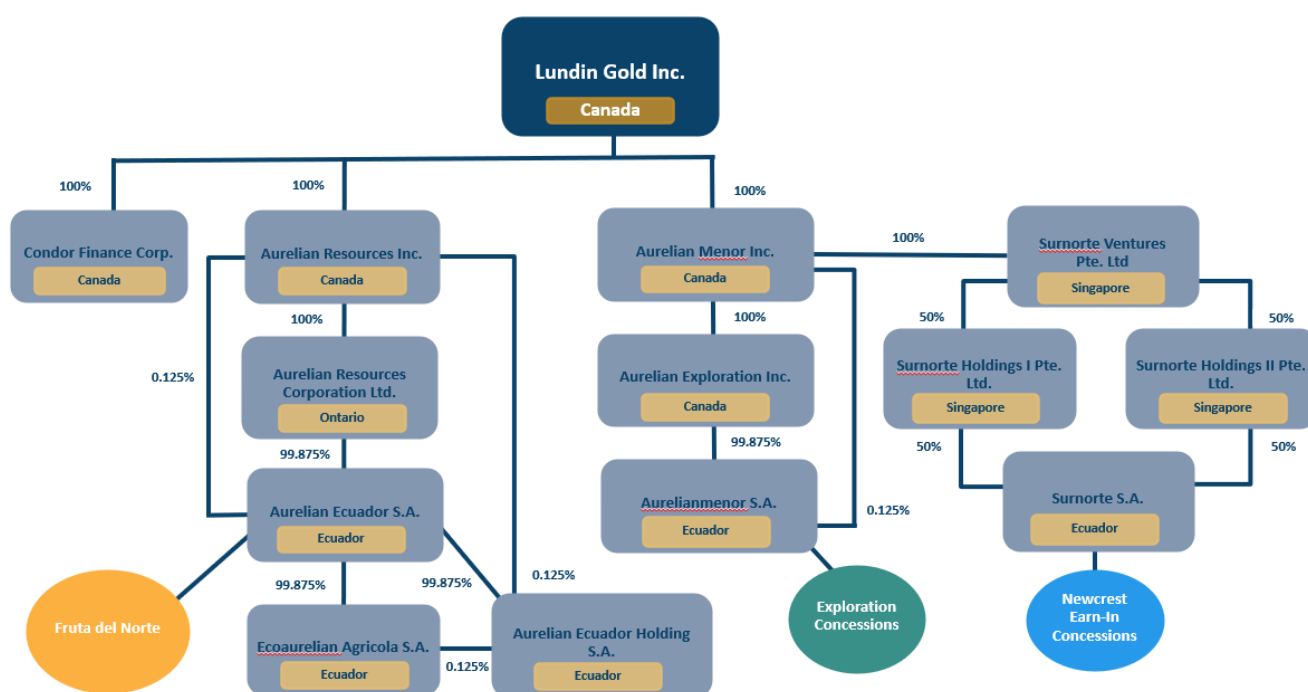 Lundin Gold Inc.
Canada
100%
100%
100%
Condor Finance Corp.
Canada
Aurelian Resources Inc.
Canada
Aurelian Menor Inc.
Canada
100%
Surnorte Ventures
Pte. Ltd
Singapore
100%
100%
50%
50%
0.125%
Aurelian Resources
Corporation Ltd.
Ontario
Aurelian Exploration Inc.
Canada
Surnorte Holdings I Pte.
Ltd.
Singapore
Surnorte Holdings II Pte.
Ltd.
Singapore
99.875%
99.875%
50%
50%
Aurelian Ecuador S.A.
Ecuador
Aurelianmenor S.A.
Ecuador
0.125%
Surnorte S.A.
Ecuador
99.875%
99.875%
0.125%
Fruta del Norte
Ecoaurelian Agricola S.A.
Ecuador
0.125%
Aurelian Ecuador Holding
S.A.
Ecuador
Exploration
Concessions
Newcrest
Earn-In
Concessions